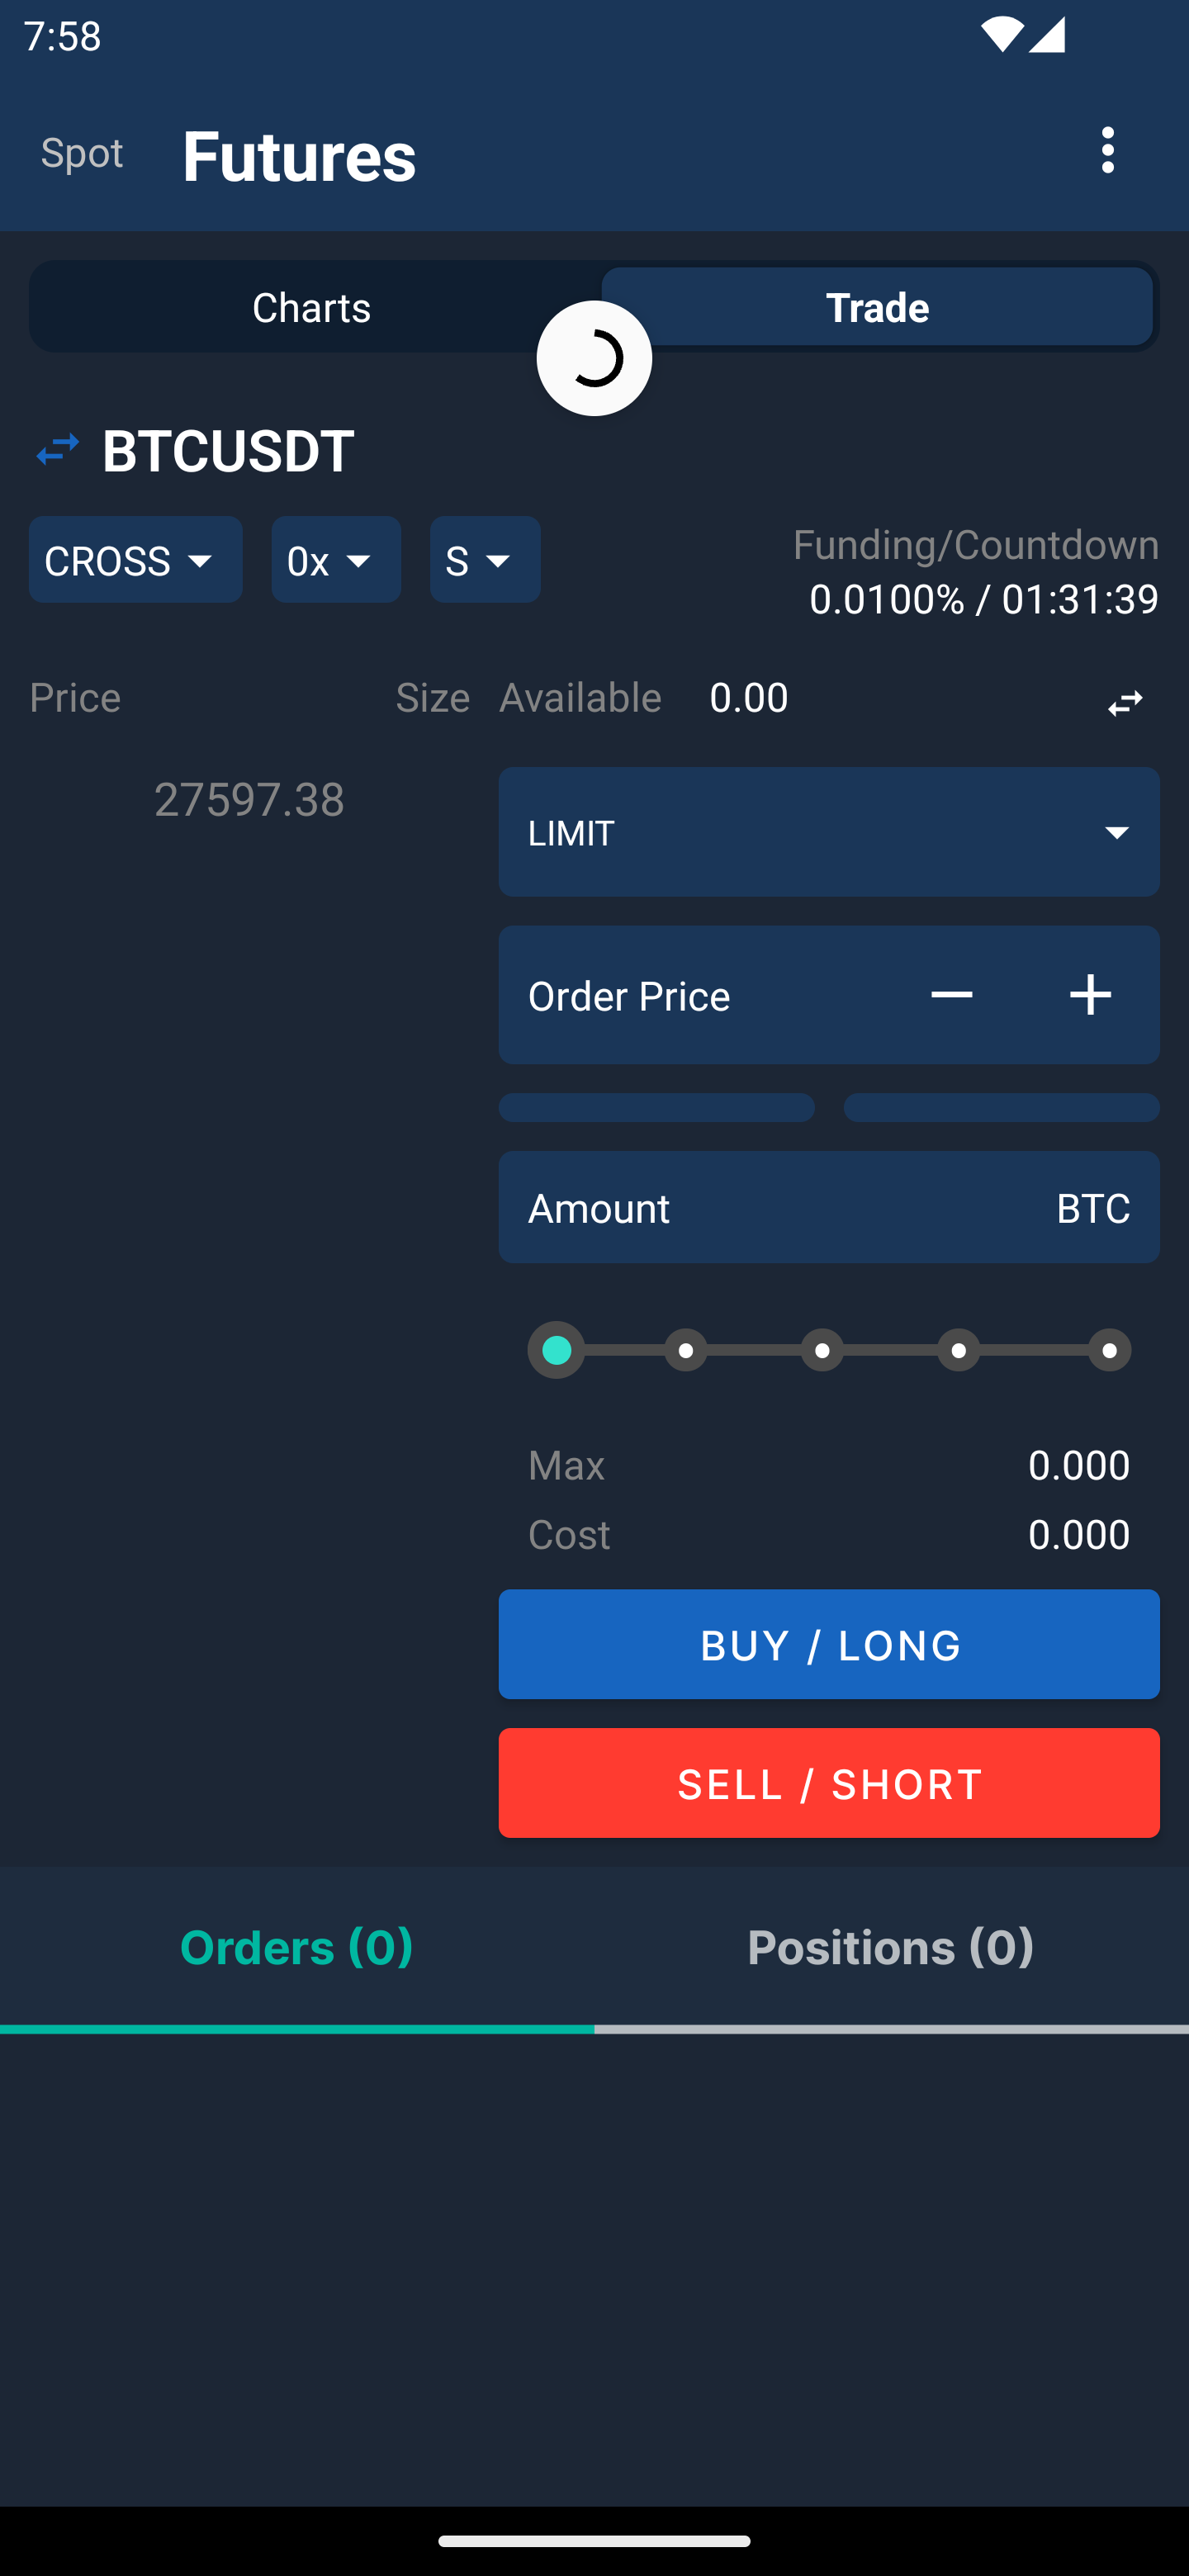 7:58
Spot Futures
Charts Trade
BTCUSDT
CROSS 0x S
Funding/Countdown
0.0100% / 01:31:39
Price Size Available 0.00
27597.38
LIMIT
Order Price
Amount BTC
Max 0.000
Cost 0.000
BUY / LONG
SELL / SHORT
Orders (0) Positions (0)